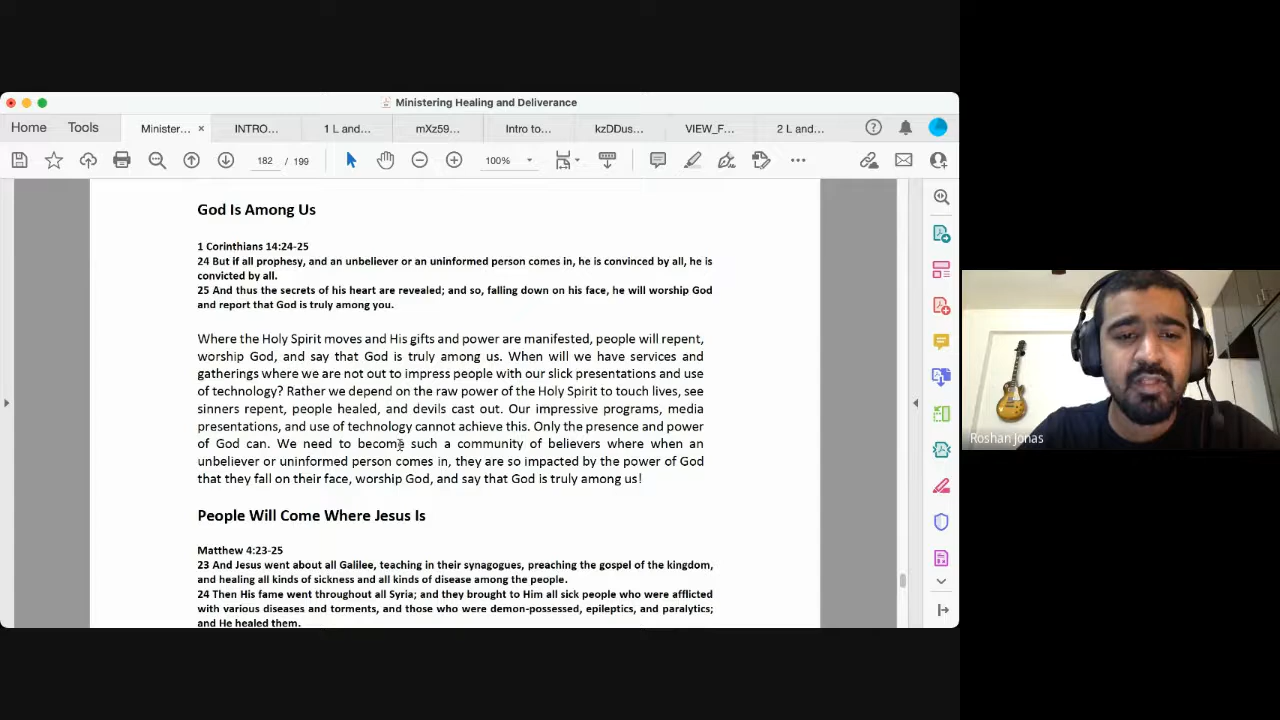 Ministering Healing and Deliverance
Home Tools Minister... × INTRO... 1 L and... mXz59... Intro to... kzDDus... VIEW_F... 2 L and...
182 / 199 100%
God Is Among Us
1 Corinthians 14:24-25
24 But if all prophesy, and an unbeliever or an uninformed person comes in, he is convinced by all, he is
convicted by all.
25 And thus the secrets of his heart are revealed; and so, falling down on his face, he will worship God
and report that God is truly among you.
Where the Holy Spirit moves and His gifts and power are manifested, people will repent,
worship God, and say that God is truly among us. When will we have services and
gatherings where we are not out to impress people with our slick presentations and use
of technology? Rather we depend on the raw power of the Holy Spirit to touch lives, see
sinners repent, people healed, and devils cast out. Our impressive programs, media
presentations, and use of technology cannot achieve this. Only the presence and power
of God can. We need to become such a community of believers where when an
unbeliever or uninformed person comes in, they are so impacted by the power of God
that they fall on their face, worship God, and say that God is truly among us!
People Will Come Where Jesus Is
Matthew 4:23-25
23 And Jesus went about all Galilee, teaching in their synagogues, preaching the gospel of the kingdom,
and healing all kinds of sickness and all kinds of disease among the people.
24 Then His fame went throughout all Syria; and they brought to Him all sick people who were afflicted
with various diseases and torments, and those who were demon-possessed, epileptics, and paralytics;
and He healed them.
Roshan Jonas